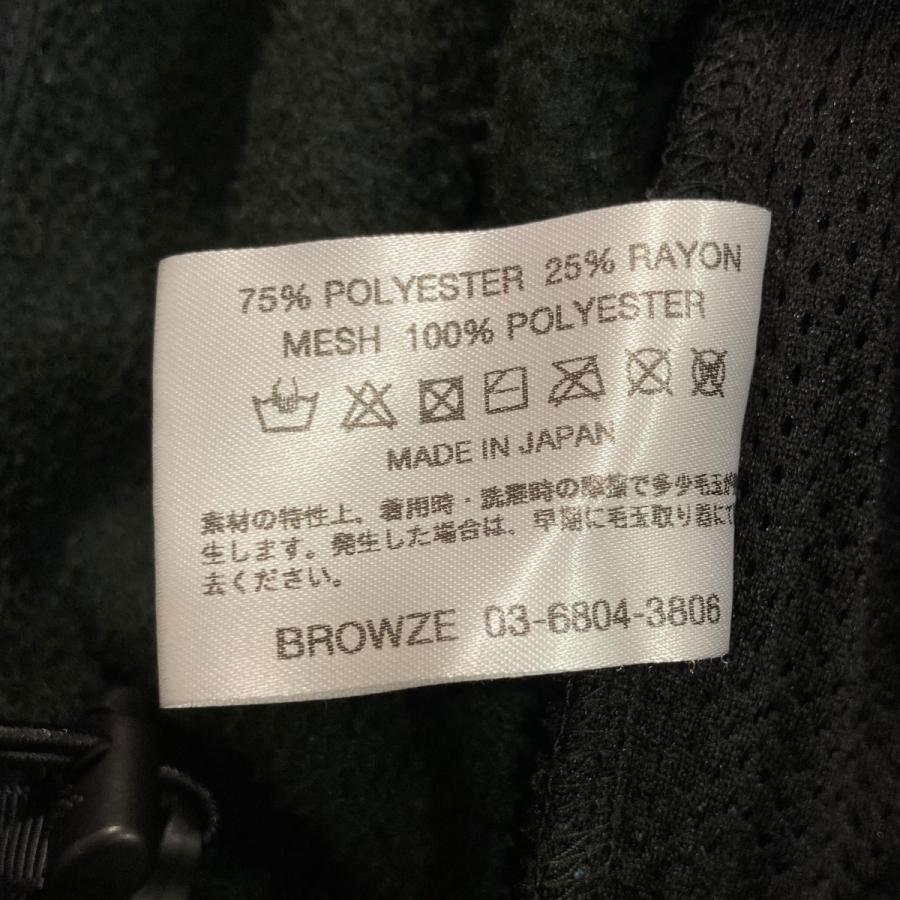 75% POLYESTER 25% RAYON
MESH 100% POLYESTER
MADE IN JAPAN
素材の特性上、着用時・洗濯時の摩擦で多少毛玉が
生します。発生した場合は、早期に毛玉取り器にて
去ください。
BROWZE 03-6804-3806